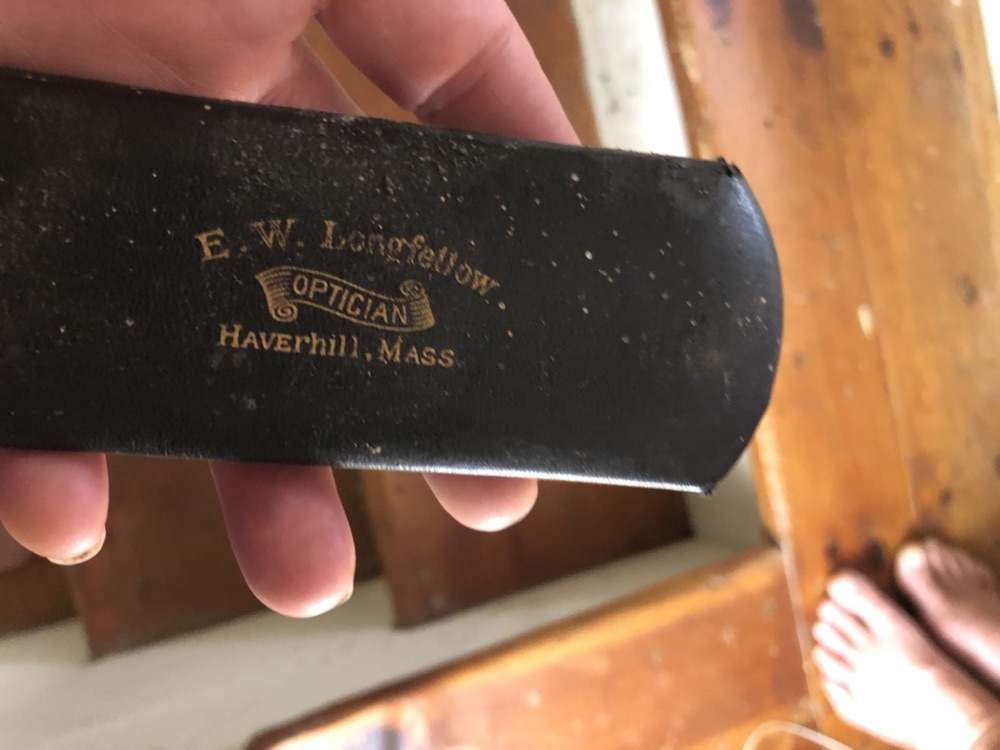 E. W. Longfellow.
OPTICIAN
HAVERhill, MASS